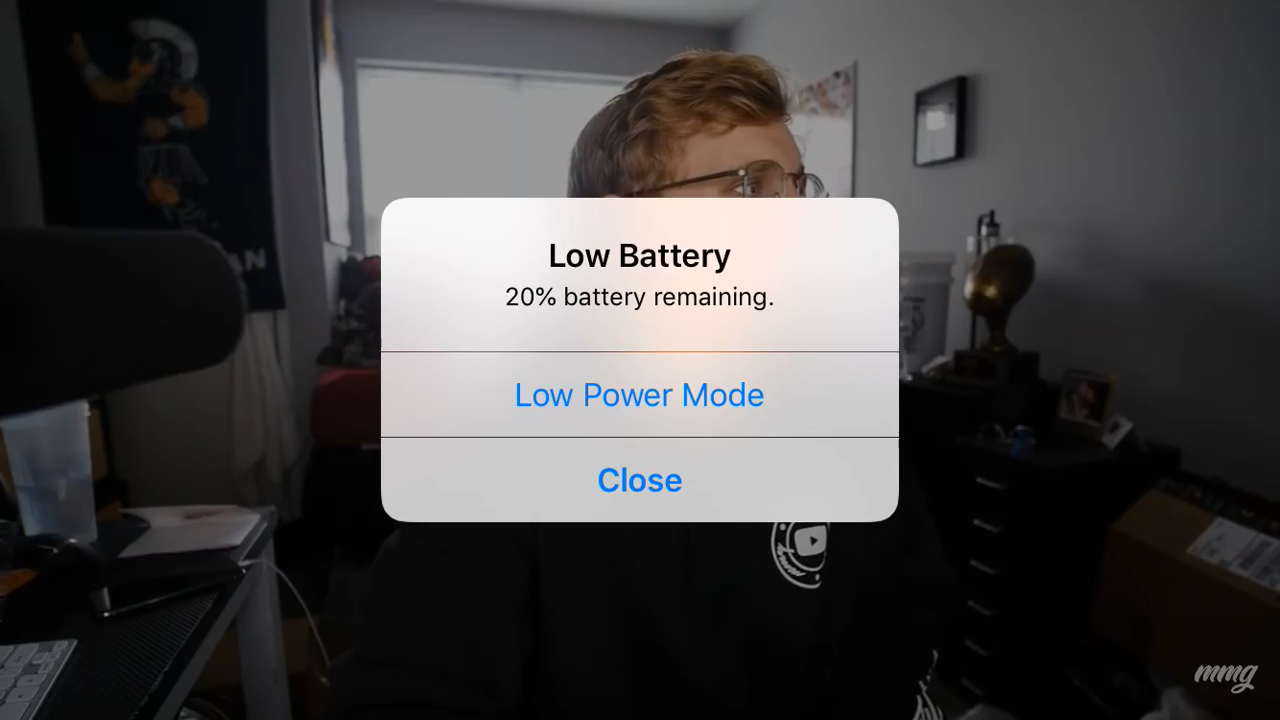 Low Battery
20% battery remaining.
Low Power Mode
Close
mmg